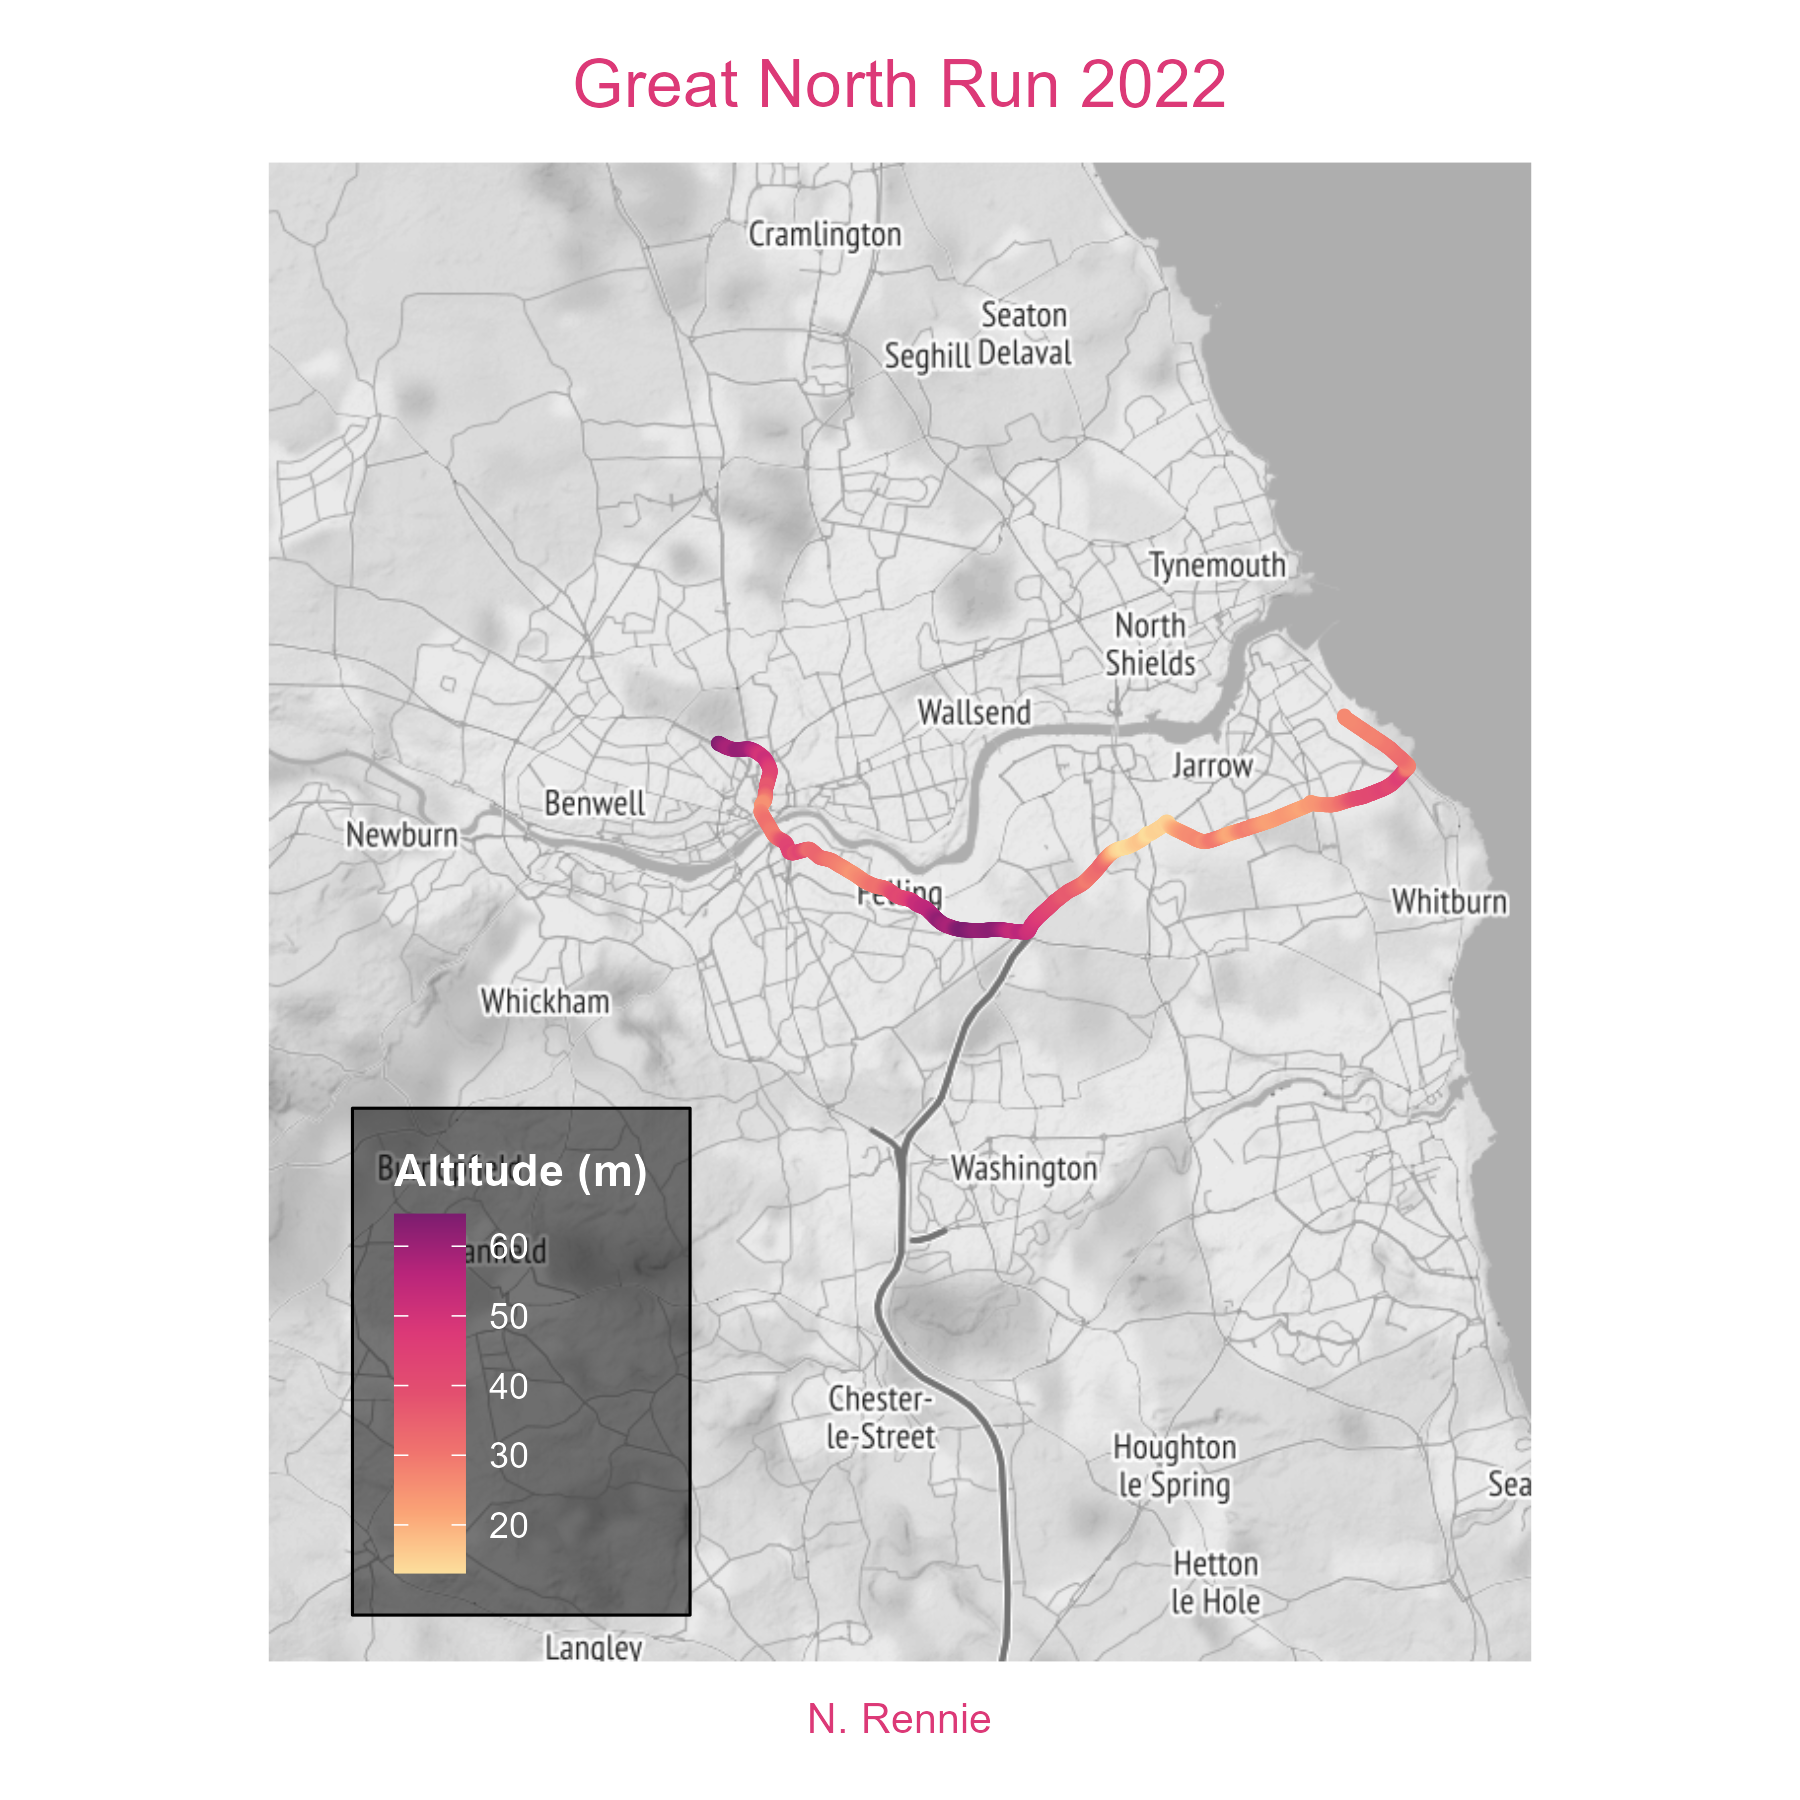 Great North Run 2022
Cramlington
Seaton
Seghill Delaval
Tynemouth
North
Shields
Wallsend
Jarrow
Benwell
Newburn
Felling
Whitburn
Whickham
Washington
Altitude (m)
60
50
40
30
20
Chester-
le-Street
Houghton
le Spring
Sea
Hetton
le Hole
Langley
N. Rennie